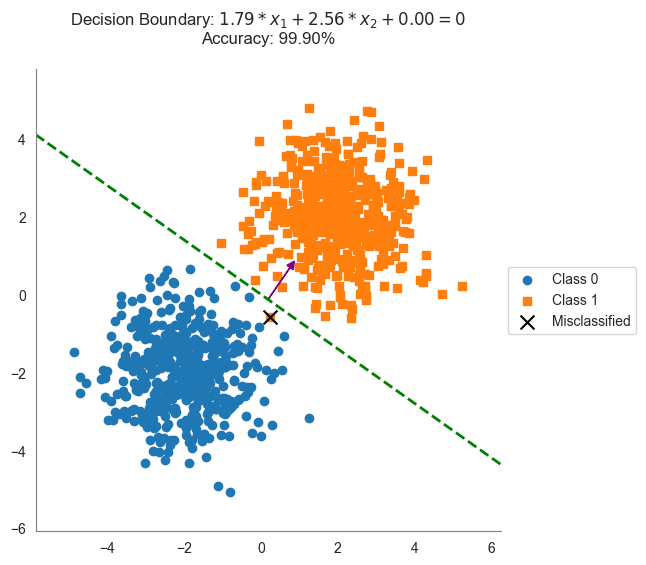 Decision Boundary: 1.79 * x₁ + 2.56 * x₂ + 0.00 = 0
Accuracy: 99.90%
4
2
0
−2
−4
−6
−4
−2
0
2
4
6
Class 0
Class 1
Misclassified